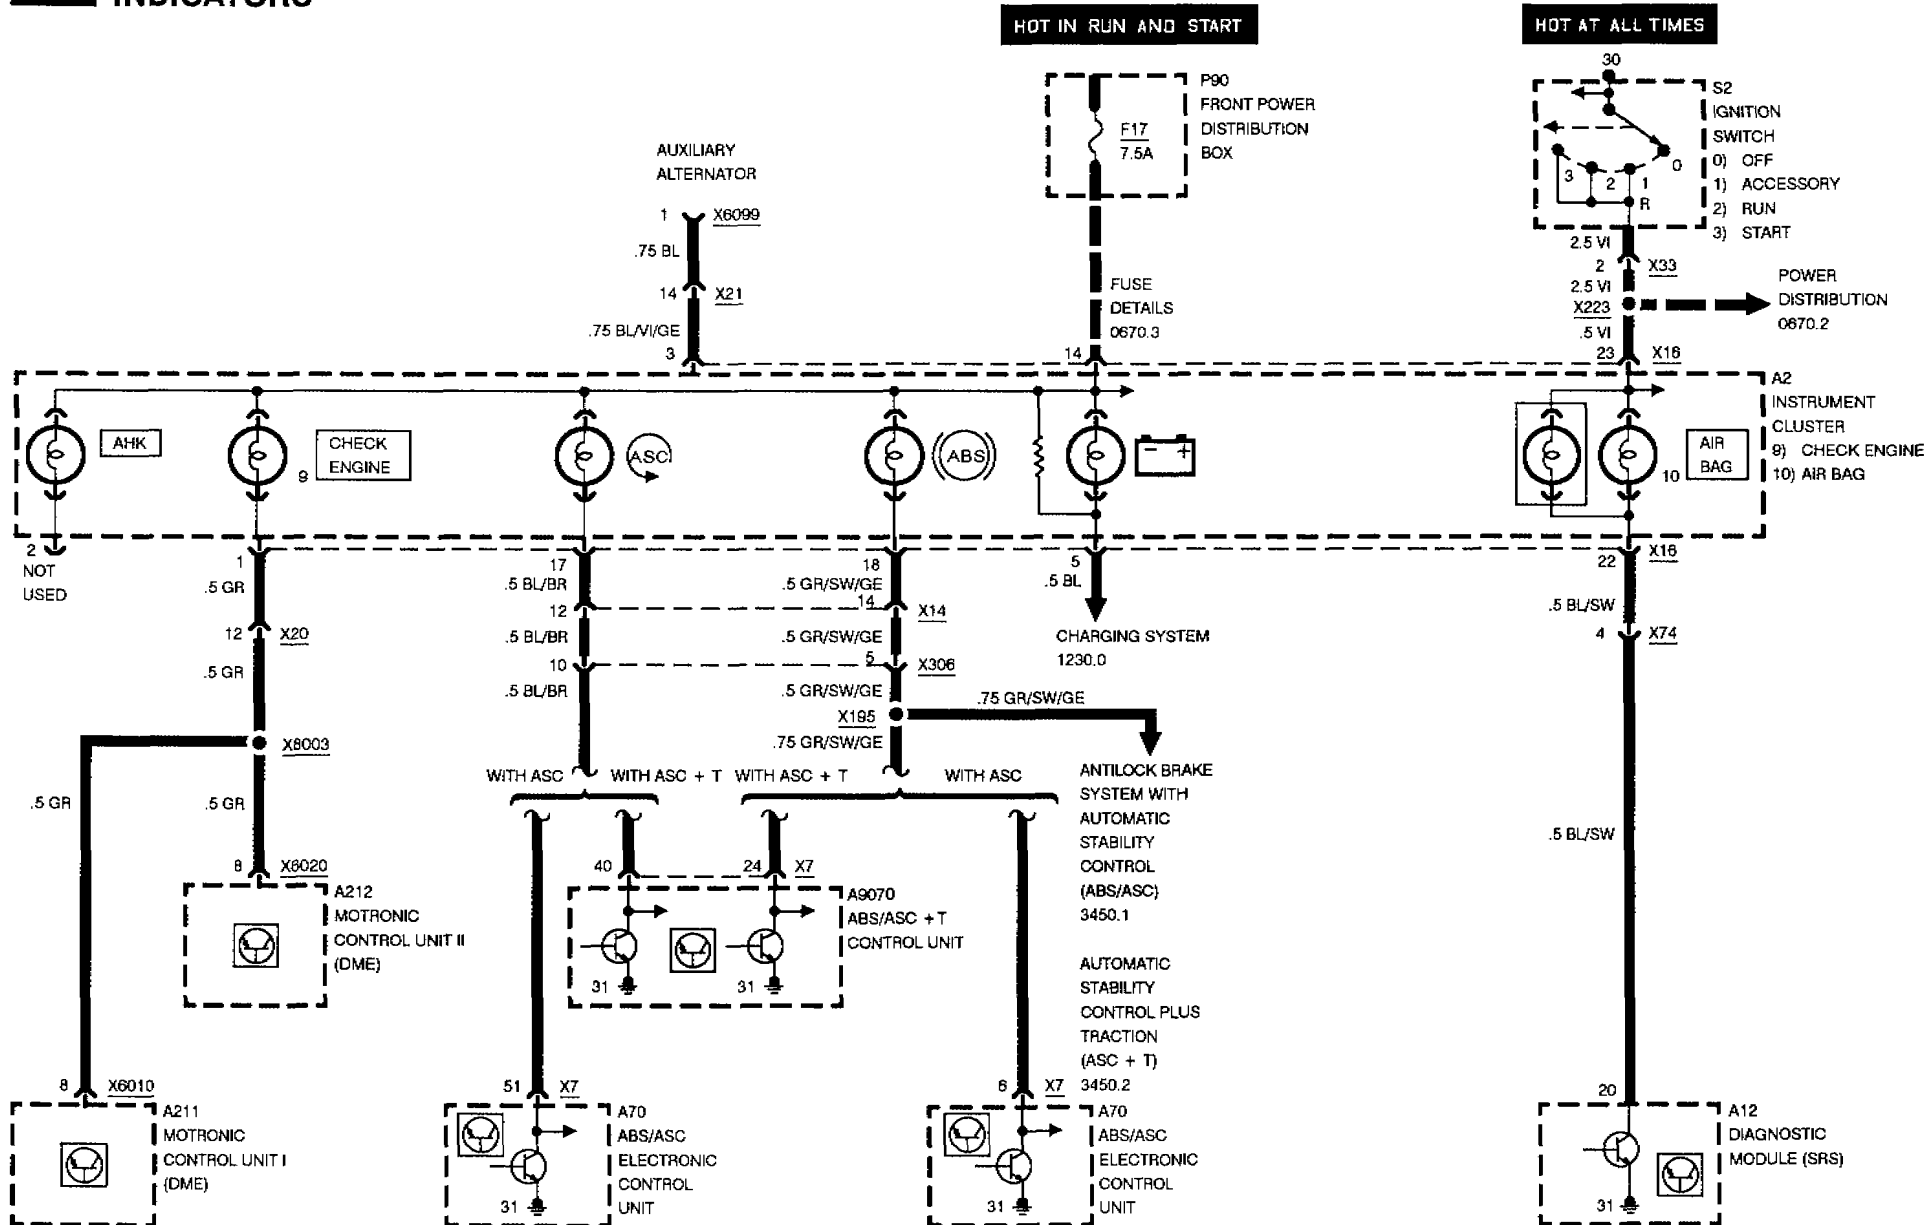 INDICATORS
HOT IN RUN AND START
HOT AT ALL TIMES
30
P90
FRONT POWER
DISTRIBUTION
BOX
F17
7.5A
S2
IGNITION
SWITCH
0) OFF
1) ACCESSORY
2) RUN
3) START
3
2
1
0
R
AUXILIARY
ALTERNATOR
1 X6099
.75 BL
14 X21
.75 BL/VI/GE
3
FUSE
DETAILS
0670.3
14
2.5 VI
2 X33
2.5 VI
X223
.5 VI
23 X16
POWER
DISTRIBUTION
0670.2
AHK
9
CHECK
ENGINE
ASC
ABS
- +
10
AIR
BAG
A2
INSTRUMENT
CLUSTER
9) CHECK ENGINE
10) AIR BAG
2
NOT
USED
1
.5 GR
12 X20
.5 GR
X8003
.5 GR
.5 GR
17
.5 BL/BR
12
.5 BL/BR
10
.5 BL/BR
18
.5 GR/SW/GE
14 X14
.5 GR/SW/GE
5 X306
.5 GR/SW/GE
X195
.75 GR/SW/GE
.75 GR/SW/GE
5
.5 BL
CHARGING SYSTEM
1230.0
22 X16
.5 BL/SW
4 X74
.5 BL/SW
WITH ASC
WITH ASC + T
WITH ASC + T
WITH ASC
ANTILOCK BRAKE
SYSTEM WITH
AUTOMATIC
STABILITY
CONTROL
(ABS/ASC)
3450.1
AUTOMATIC
STABILITY
CONTROL PLUS
TRACTION
(ASC + T)
3450.2
8 X6020
A212
MOTRONIC
CONTROL UNIT II
(DME)
40
24 X7
A9070
ABS/ASC + T
CONTROL UNIT
31
31
8 X6010
A211
MOTRONIC
CONTROL UNIT I
(DME)
51 X7
A70
ABS/ASC
ELECTRONIC
CONTROL
UNIT
31
6 X7
A70
ABS/ASC
ELECTRONIC
CONTROL
UNIT
31
20
A12
DIAGNOSTIC
MODULE (SRS)
31